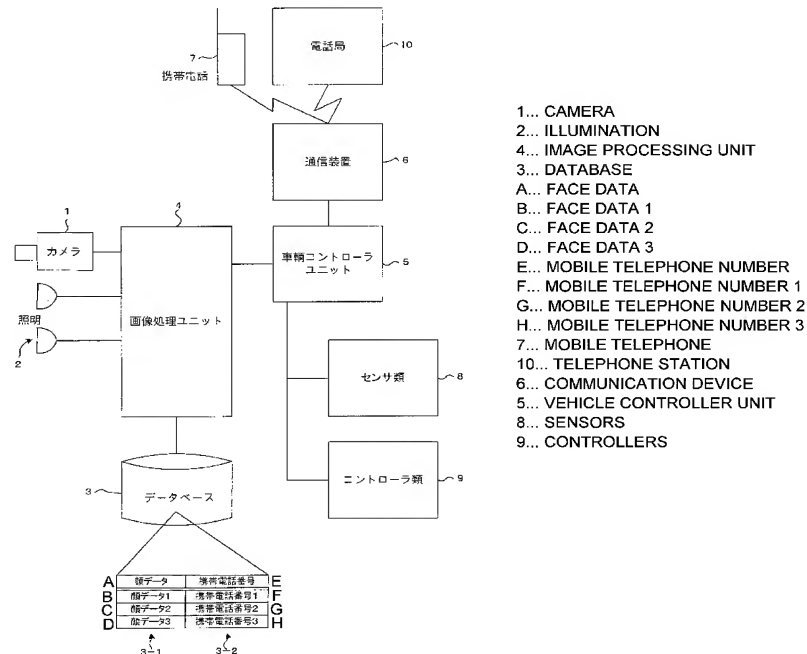 7
携帯電話
電話局
10
通信装置
6
1
カメラ
照明
2
4
画像処理ユニット
車輌コントローラ
ユニット
5
センサ類
8
コントローラ類
9
3
データベース
A 顔データ 携帯電話番号 E
B 顔データ1 携帯電話番号1 F
C 顔データ2 携帯電話番号2 G
D 顔データ3 携帯電話番号3 H
3-1 3-2
1... CAMERA
2... ILLUMINATION
4... IMAGE PROCESSING UNIT
3... DATABASE
A... FACE DATA
B... FACE DATA 1
C... FACE DATA 2
D... FACE DATA 3
E... MOBILE TELEPHONE NUMBER
F... MOBILE TELEPHONE NUMBER 1
G... MOBILE TELEPHONE NUMBER 2
H... MOBILE TELEPHONE NUMBER 3
7... MOBILE TELEPHONE
10... TELEPHONE STATION
6... COMMUNICATION DEVICE
5... VEHICLE CONTROLLER UNIT
8... SENSORS
9... CONTROLLERS